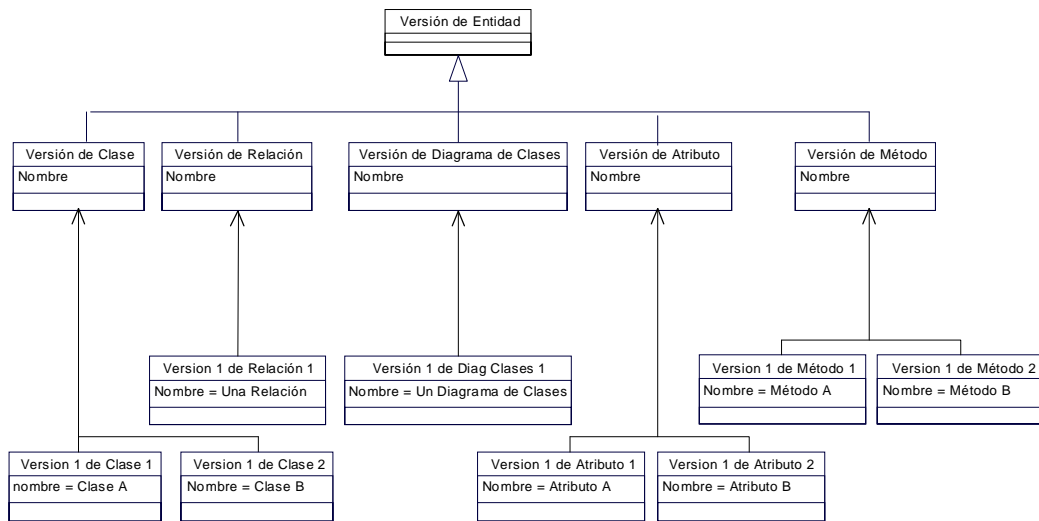 Versión de Entidad
Versión de Clase
Nombre
Versión de Relación
Nombre
Versión de Diagrama de Clases
Nombre
Versión de Atributo
Nombre
Versión de Método
Nombre
Version 1 de Relación 1
Nombre = Una Relación
Versión 1 de Diag Clases 1
Nombre = Un Diagrama de Clases
Version 1 de Método 1
Nombre = Método A
Version 1 de Método 2
Nombre = Método B
Version 1 de Clase 1
nombre = Clase A
Version 1 de Clase 2
Nombre = Clase B
Version 1 de Atributo 1
Nombre = Atributo A
Version 1 de Atributo 2
Nombre = Atributo B